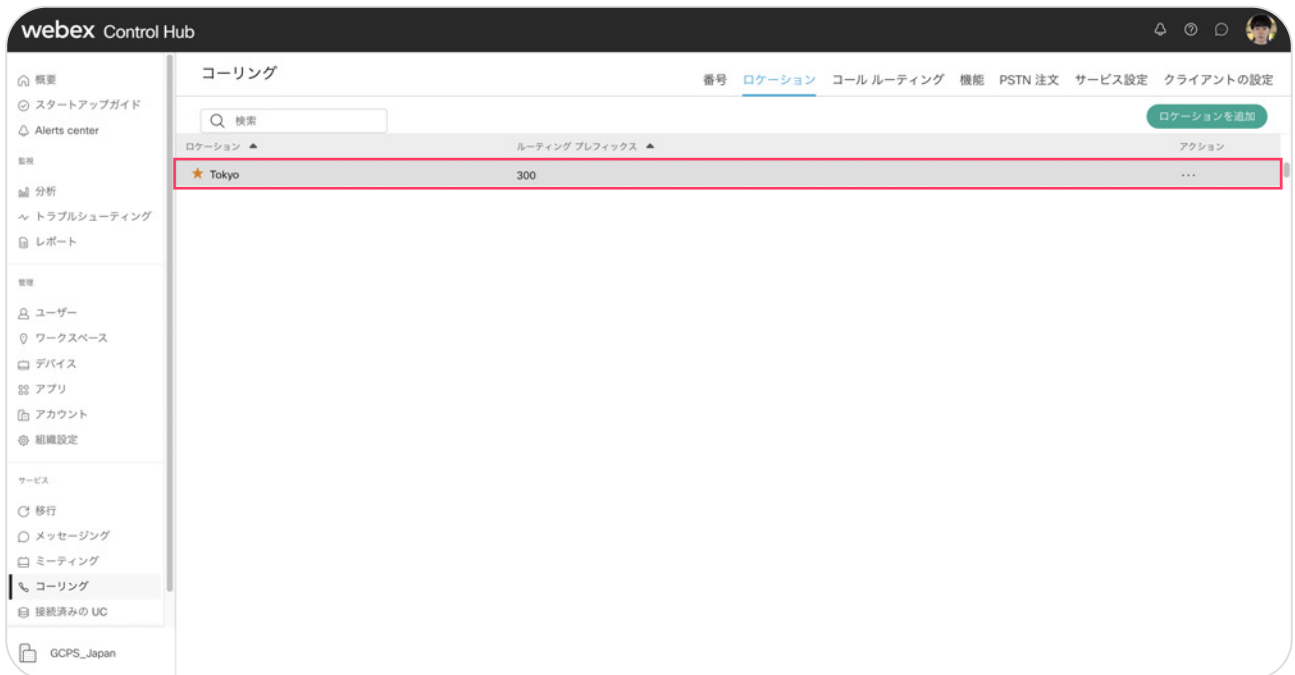 webex Control Hub
概要
スタートアップガイド
Alerts center
監視
分析
トラブルシューティング
レポート
管理
ユーザー
ワークスペース
デバイス
アプリ
アカウント
組織設定
サービス
移行
メッセージング
ミーティング
コーリング
接続済みの UC
GCPS_Japan
コーリング
番号 ロケーション コール ルーティング 機能 PSTN 注文 サービス設定 クライアントの設定
検索
ロケーションを追加
ロケーション ▲ ルーティング プレフィックス ▲ アクション
Tokyo 300 ...